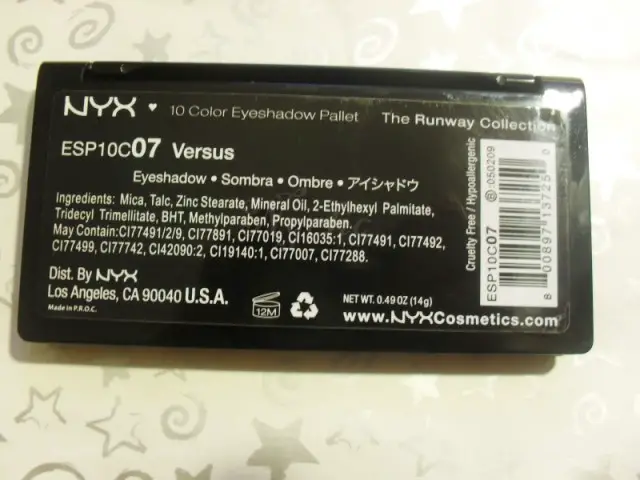 NYX ♥ 10 Color Eyeshadow Pallet The Runway Collection
ESP10C07 Versus
Eyeshadow • Sombra • Ombre • アイシャドウ
Ingredients: Mica, Talc, Zinc Stearate, Mineral Oil, 2-Ethylhexyl Palmitate,
Tridecyl Trimellitate, BHT, Methylparaben, Propylparaben.
May Contain:CI77491/2/9, CI77891, CI77019, CI16035:1, CI77491, CI77492,
CI77499, CI77742, CI42090:2, CI19140:1, CI77007, CI77288.
Dist. By NYX
Los Angeles, CA 90040 U.S.A.
Made in P.R.O.C.
12M
NET WT. 0.49 OZ (14g)
www.NYXCosmetics.com
Cruelty Free / Hypoallergenic
ESP10C07 Ⓑ:050209
8 00897 13725 0